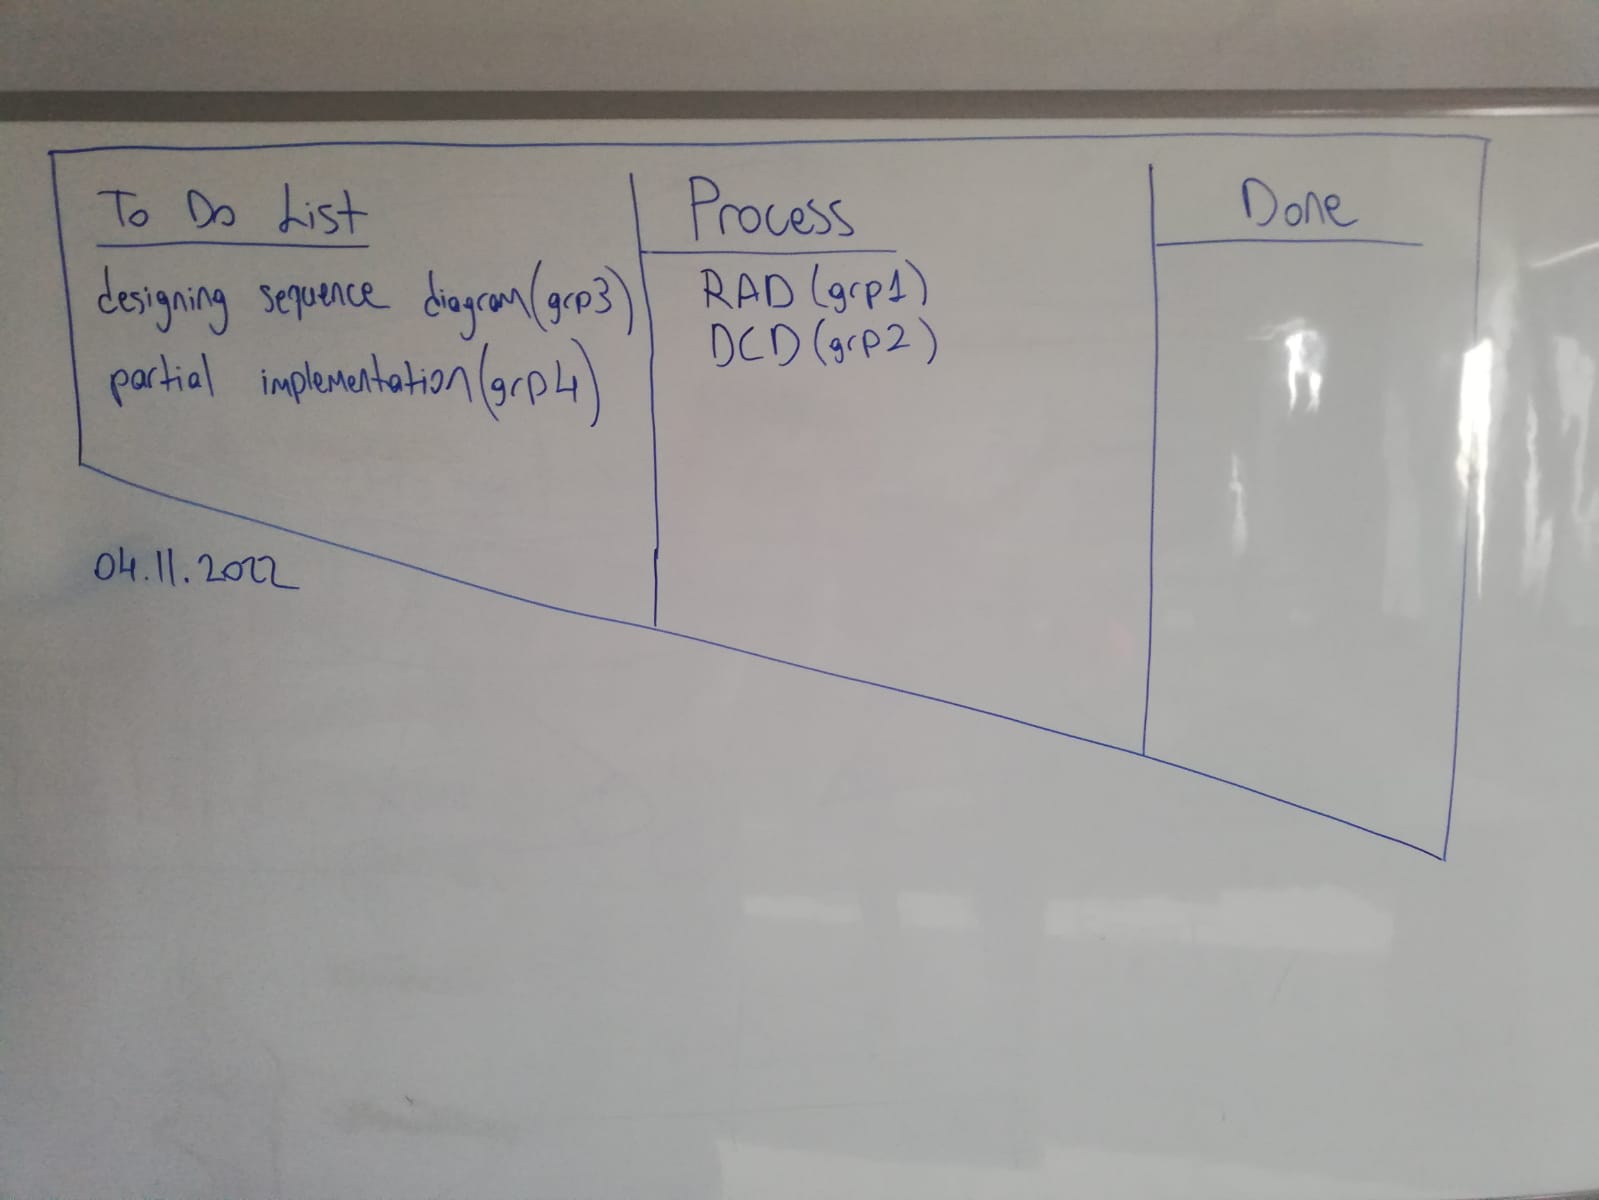 To Do List
designing sequence diagram(grp3)
partial implementation(grp4)
Process
RAD (grp1)
DCD (grp2)
Done
04.11.2022